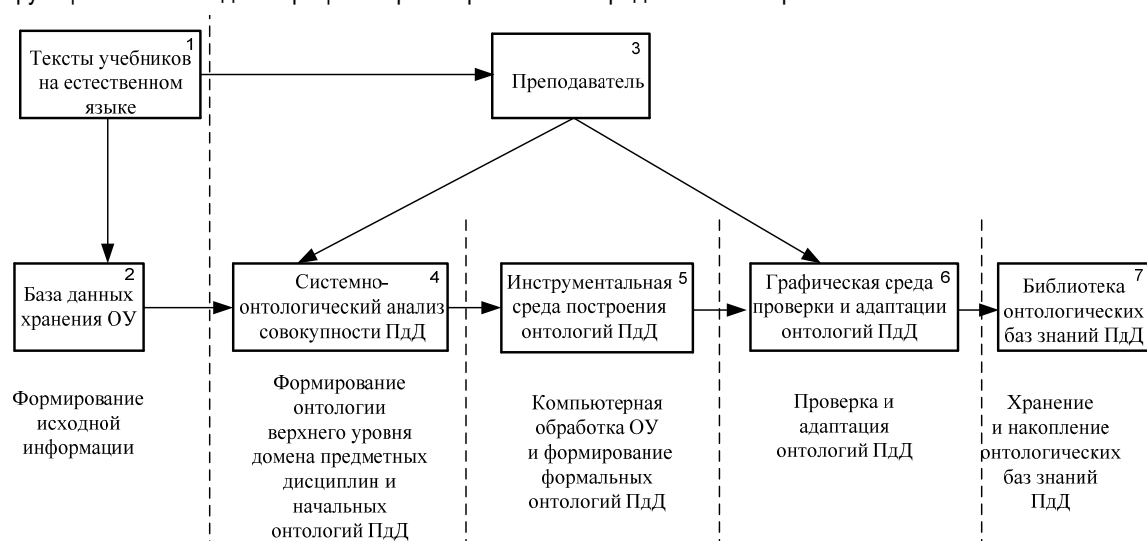 1
Тексты учебников
на естественном
языке
3
Преподаватель
2
База данных
хранения ОУ
4
Системно-
онтологический анализ
совокупности ПдД
5
Инструментальная
среда построения
онтологий ПдД
6
Графическая среда
проверки и адаптации
онтологий ПдД
7
Библиотека
онтологических
баз знаний ПдД
Формирование
исходной
информации
Формирование
онтологии
верхнего уровня
домена предметных
дисциплин и
начальных
онтологий ПдД
Компьютерная
обработка ОУ
и формирование
формальных
онтологий ПдД
Проверка и
адаптация
онтологий ПдД
Хранение
и накопление
онтологических
баз знаний
ПдД